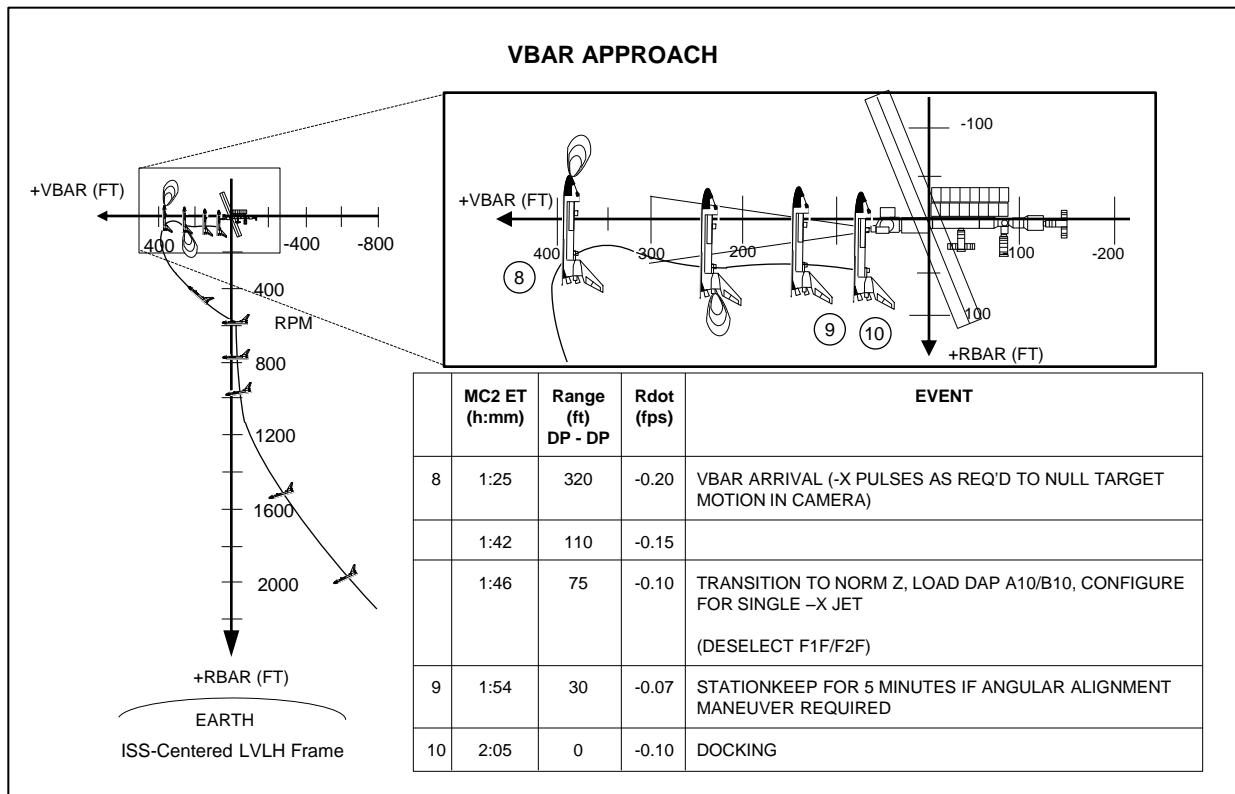 VBAR APPROACH
+VBAR (FT)
400
-400
-800
400
RPM
800
1200
1600
2000
+RBAR (FT)
EARTH
ISS-Centered LVLH Frame
-100
+VBAR (FT)
400
300
200
-100
-200
8
9
10
100
+RBAR (FT)
MC2 ET (h:mm) Range (ft) DP - DP Rdot (fps) EVENT
8 1:25 320 -0.20 VBAR ARRIVAL (-X PULSES AS REQ’D TO NULL TARGET
MOTION IN CAMERA)
1:42 110 -0.15
1:46 75 -0.10 TRANSITION TO NORM Z, LOAD DAP A10/B10, CONFIGURE
FOR SINGLE –X JET
(DESELECT F1F/F2F)
9 1:54 30 -0.07 STATIONKEEP FOR 5 MINUTES IF ANGULAR ALIGNMENT
MANEUVER REQUIRED
10 2:05 0 -0.10 DOCKING